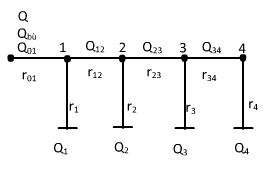 Q
Qbù
Q01 1 Q12 2 Q23 3 Q34 4
r01 r12 r23 r34
r1 r2 r3 r4
Q1 Q2 Q3 Q4